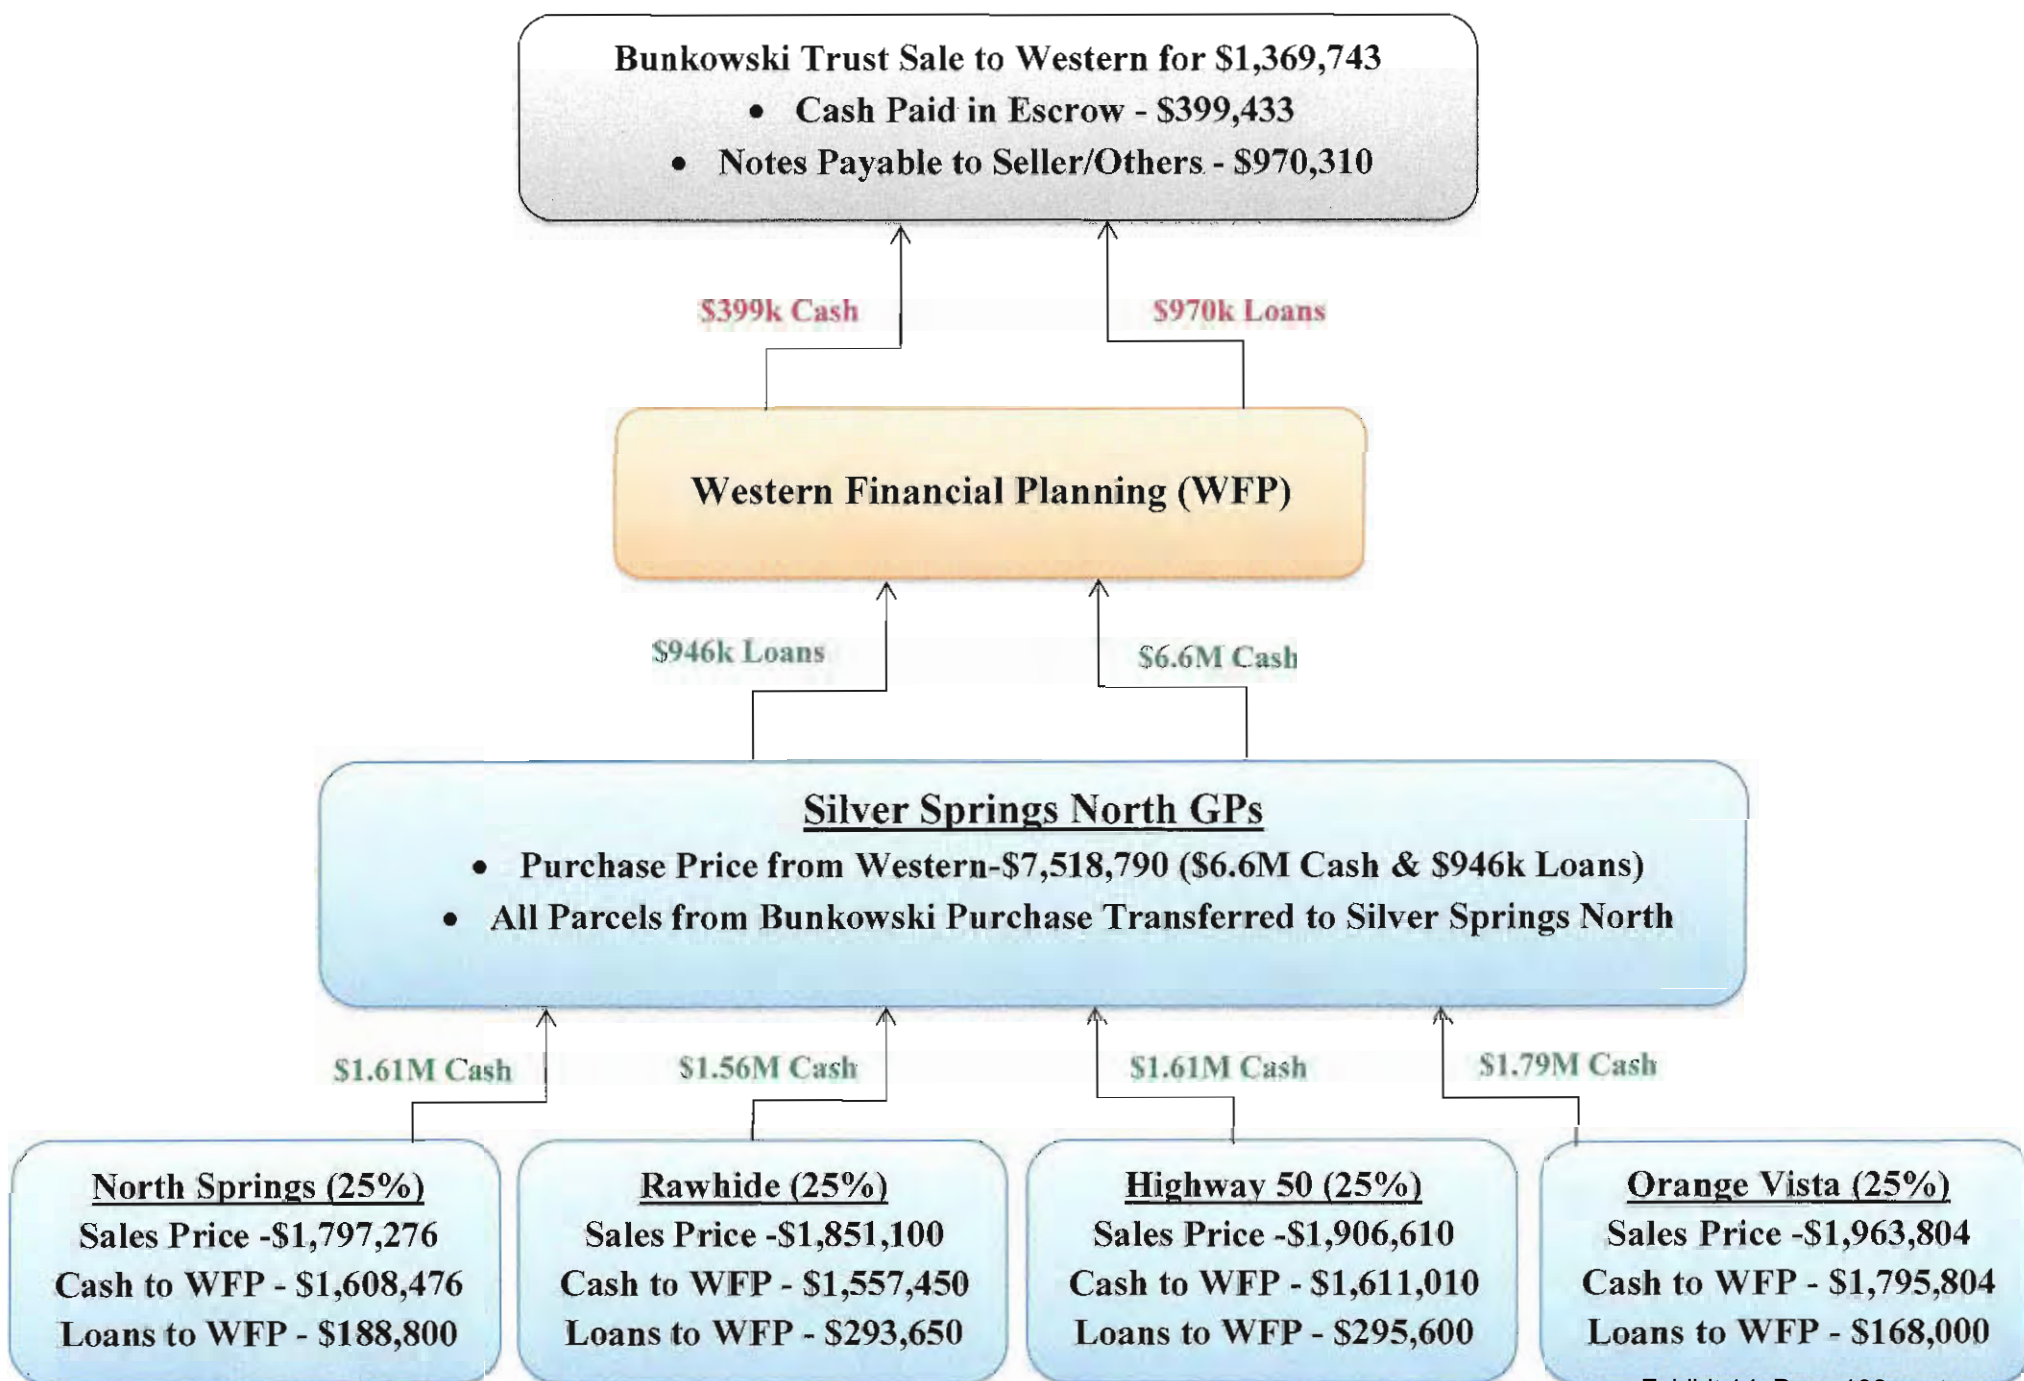 Bunkowski Trust Sale to Western for $1,369,743
• Cash Paid in Escrow - $399,433
• Notes Payable to Seller/Others - $970,310
$399k Cash
$970k Loans
Western Financial Planning (WFP)
$946k Loans
$6.6M Cash
Silver Springs North GPs
• Purchase Price from Western-$7,518,790 ($6.6M Cash & $946k Loans)
• All Parcels from Bunkowski Purchase Transferred to Silver Springs North
$1.61M Cash
$1.56M Cash
$1.61M Cash
$1.79M Cash
North Springs (25%)
Sales Price -$1,797,276
Cash to WFP - $1,608,476
Loans to WFP - $188,800
Rawhide (25%)
Sales Price -$1,851,100
Cash to WFP - $1,557,450
Loans to WFP - $293,650
Highway 50 (25%)
Sales Price -$1,906,610
Cash to WFP - $1,611,010
Loans to WFP - $295,600
Orange Vista (25%)
Sales Price -$1,963,804
Cash to WFP - $1,795,804
Loans to WFP - $168,000